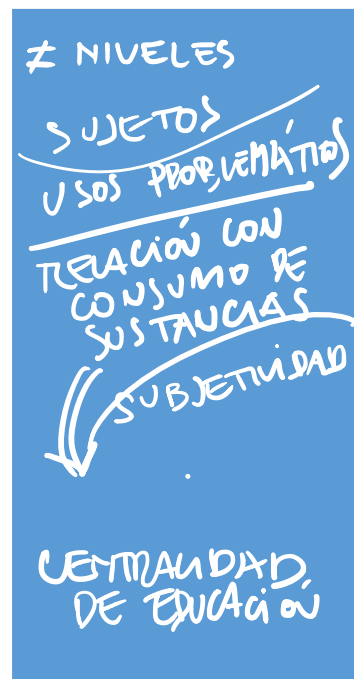 ≠ NIVELES
SUJETOS
USOS PROBLEMÁTICOS
RELACIÓN CON
CONSUMO DE
SUSTANCIAS
SUBJETIVIDAD
CENTRALIDAD
DE EDUCACIÓN